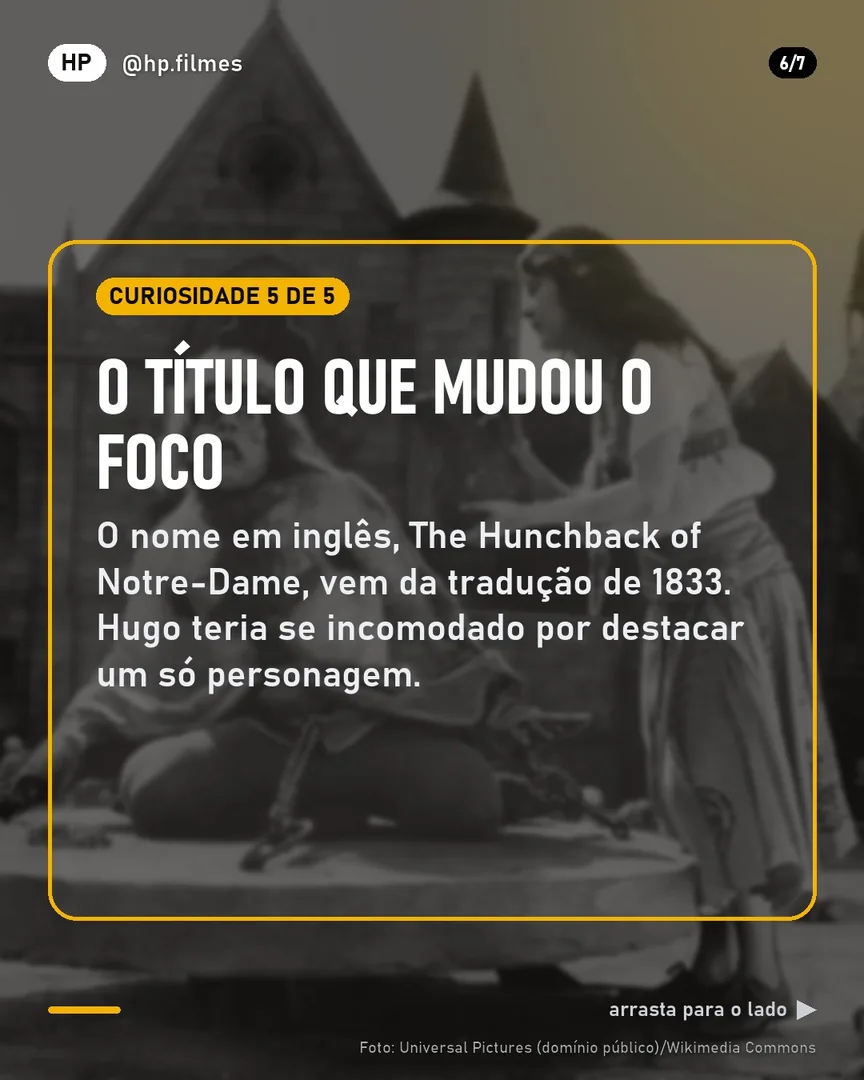 HP @hp.filmes 6/7
CURIOSIDADE 5 DE 5
O TÍTULO QUE MUDOU O
FOCO
O nome em inglês, The Hunchback of
Notre-Dame, vem da tradução de 1833.
Hugo teria se incomodado por destacar
um só personagem.
arrasta para o lado ▶
Foto: Universal Pictures (domínio público)/Wikimedia Commons